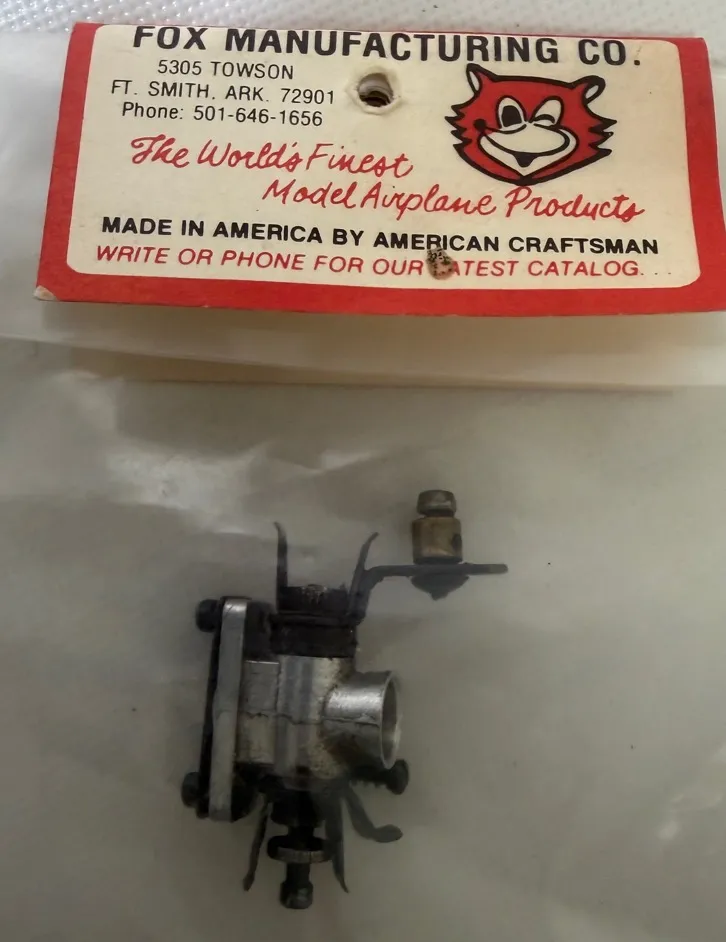 FOX MANUFACTURING CO.
5305 TOWSON
FT. SMITH, ARK. 72901
Phone: 501-646-1656
The World's Finest
Model Airplane Products
MADE IN AMERICA BY AMERICAN CRAFTSMAN
WRITE OR PHONE FOR OUR LATEST CATALOG...